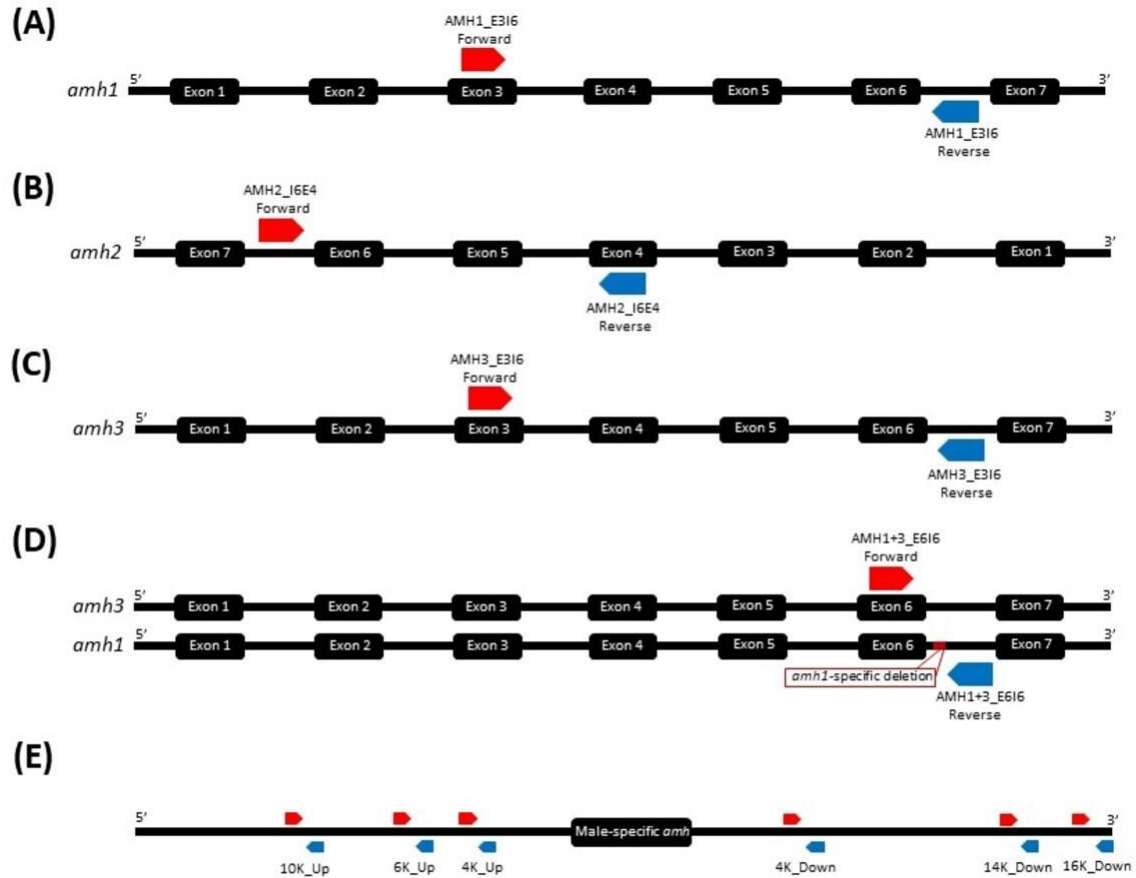 (A)
AMH1_E3I6
Forward
amh1
5’
Exon 1
Exon 2
Exon 3
Exon 4
Exon 5
Exon 6
Exon 7
3’
AMH1_E3I6
Reverse
(B)
AMH2_I6E4
Forward
amh2
5’
Exon 7
Exon 6
Exon 5
Exon 4
Exon 3
Exon 2
Exon 1
3’
AMH2_I6E4
Reverse
(C)
AMH3_E3I6
Forward
amh3
5’
Exon 1
Exon 2
Exon 3
Exon 4
Exon 5
Exon 6
Exon 7
3’
AMH3_E3I6
Reverse
(D)
AMH1+3_E6I6
Forward
amh3
5’
Exon 1
Exon 2
Exon 3
Exon 4
Exon 5
Exon 6
Exon 7
3’
amh1
5’
Exon 1
Exon 2
Exon 3
Exon 4
Exon 5
Exon 6
Exon 7
3’
amh1-specific deletion
AMH1+3_E6I6
Reverse
(E)
5’
Male-specific amh
3’
10K_Up
6K_Up
4K_Up
4K_Down
14K_Down
16K_Down